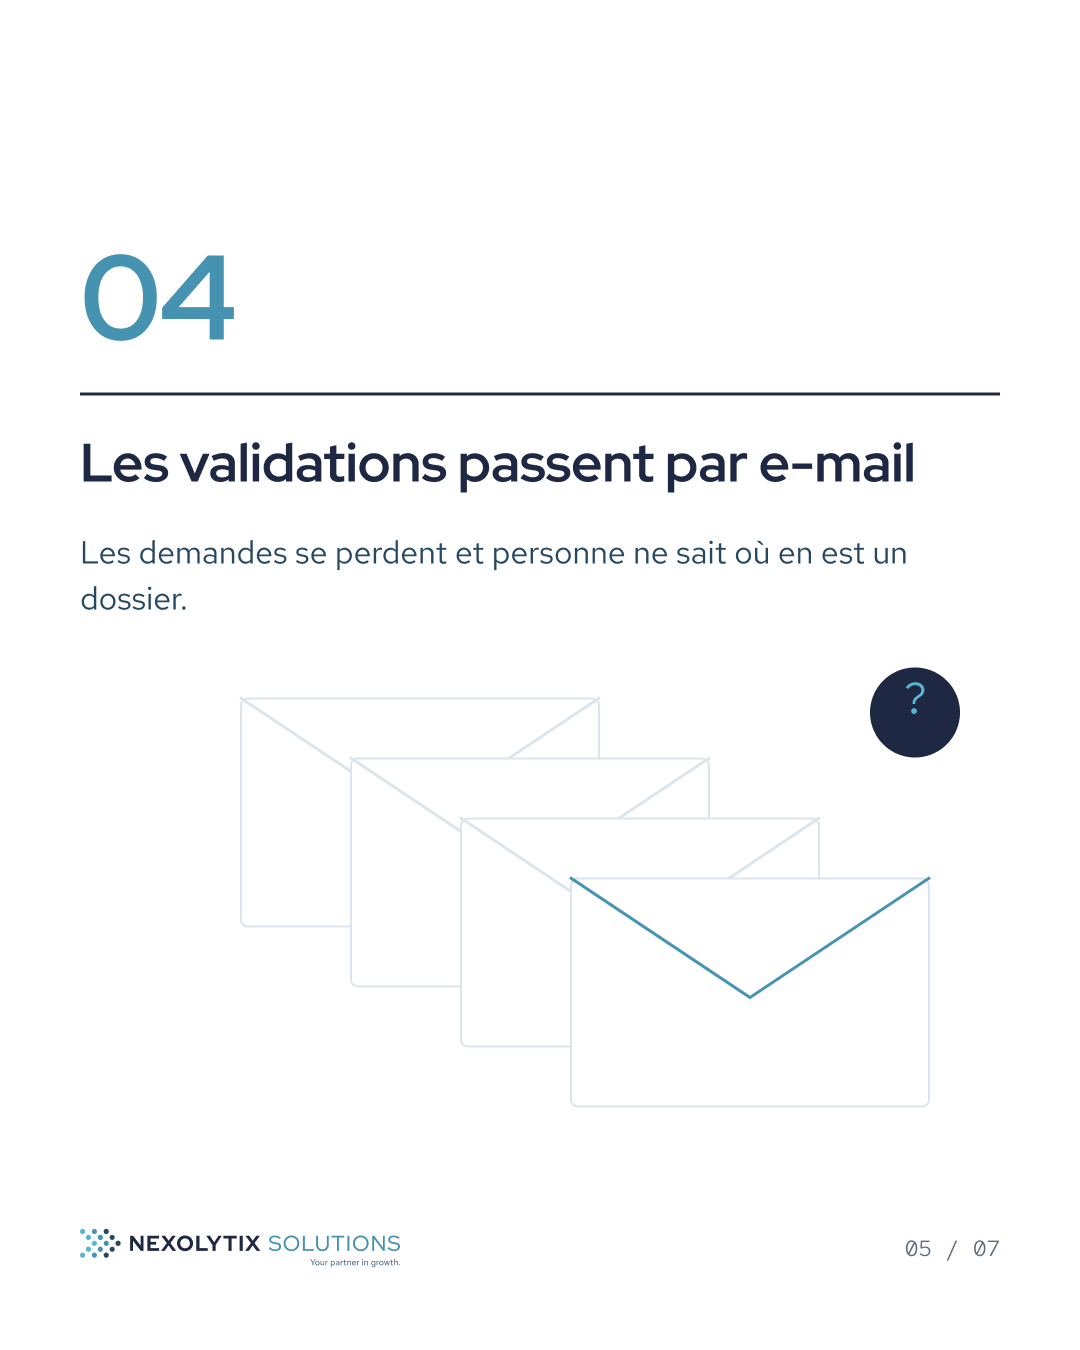 04
Les validations passent par e-mail
Les demandes se perdent et personne ne sait où en est un
dossier.
?
NEXOLYTIX SOLUTIONS
Your partner in growth.
05 / 07